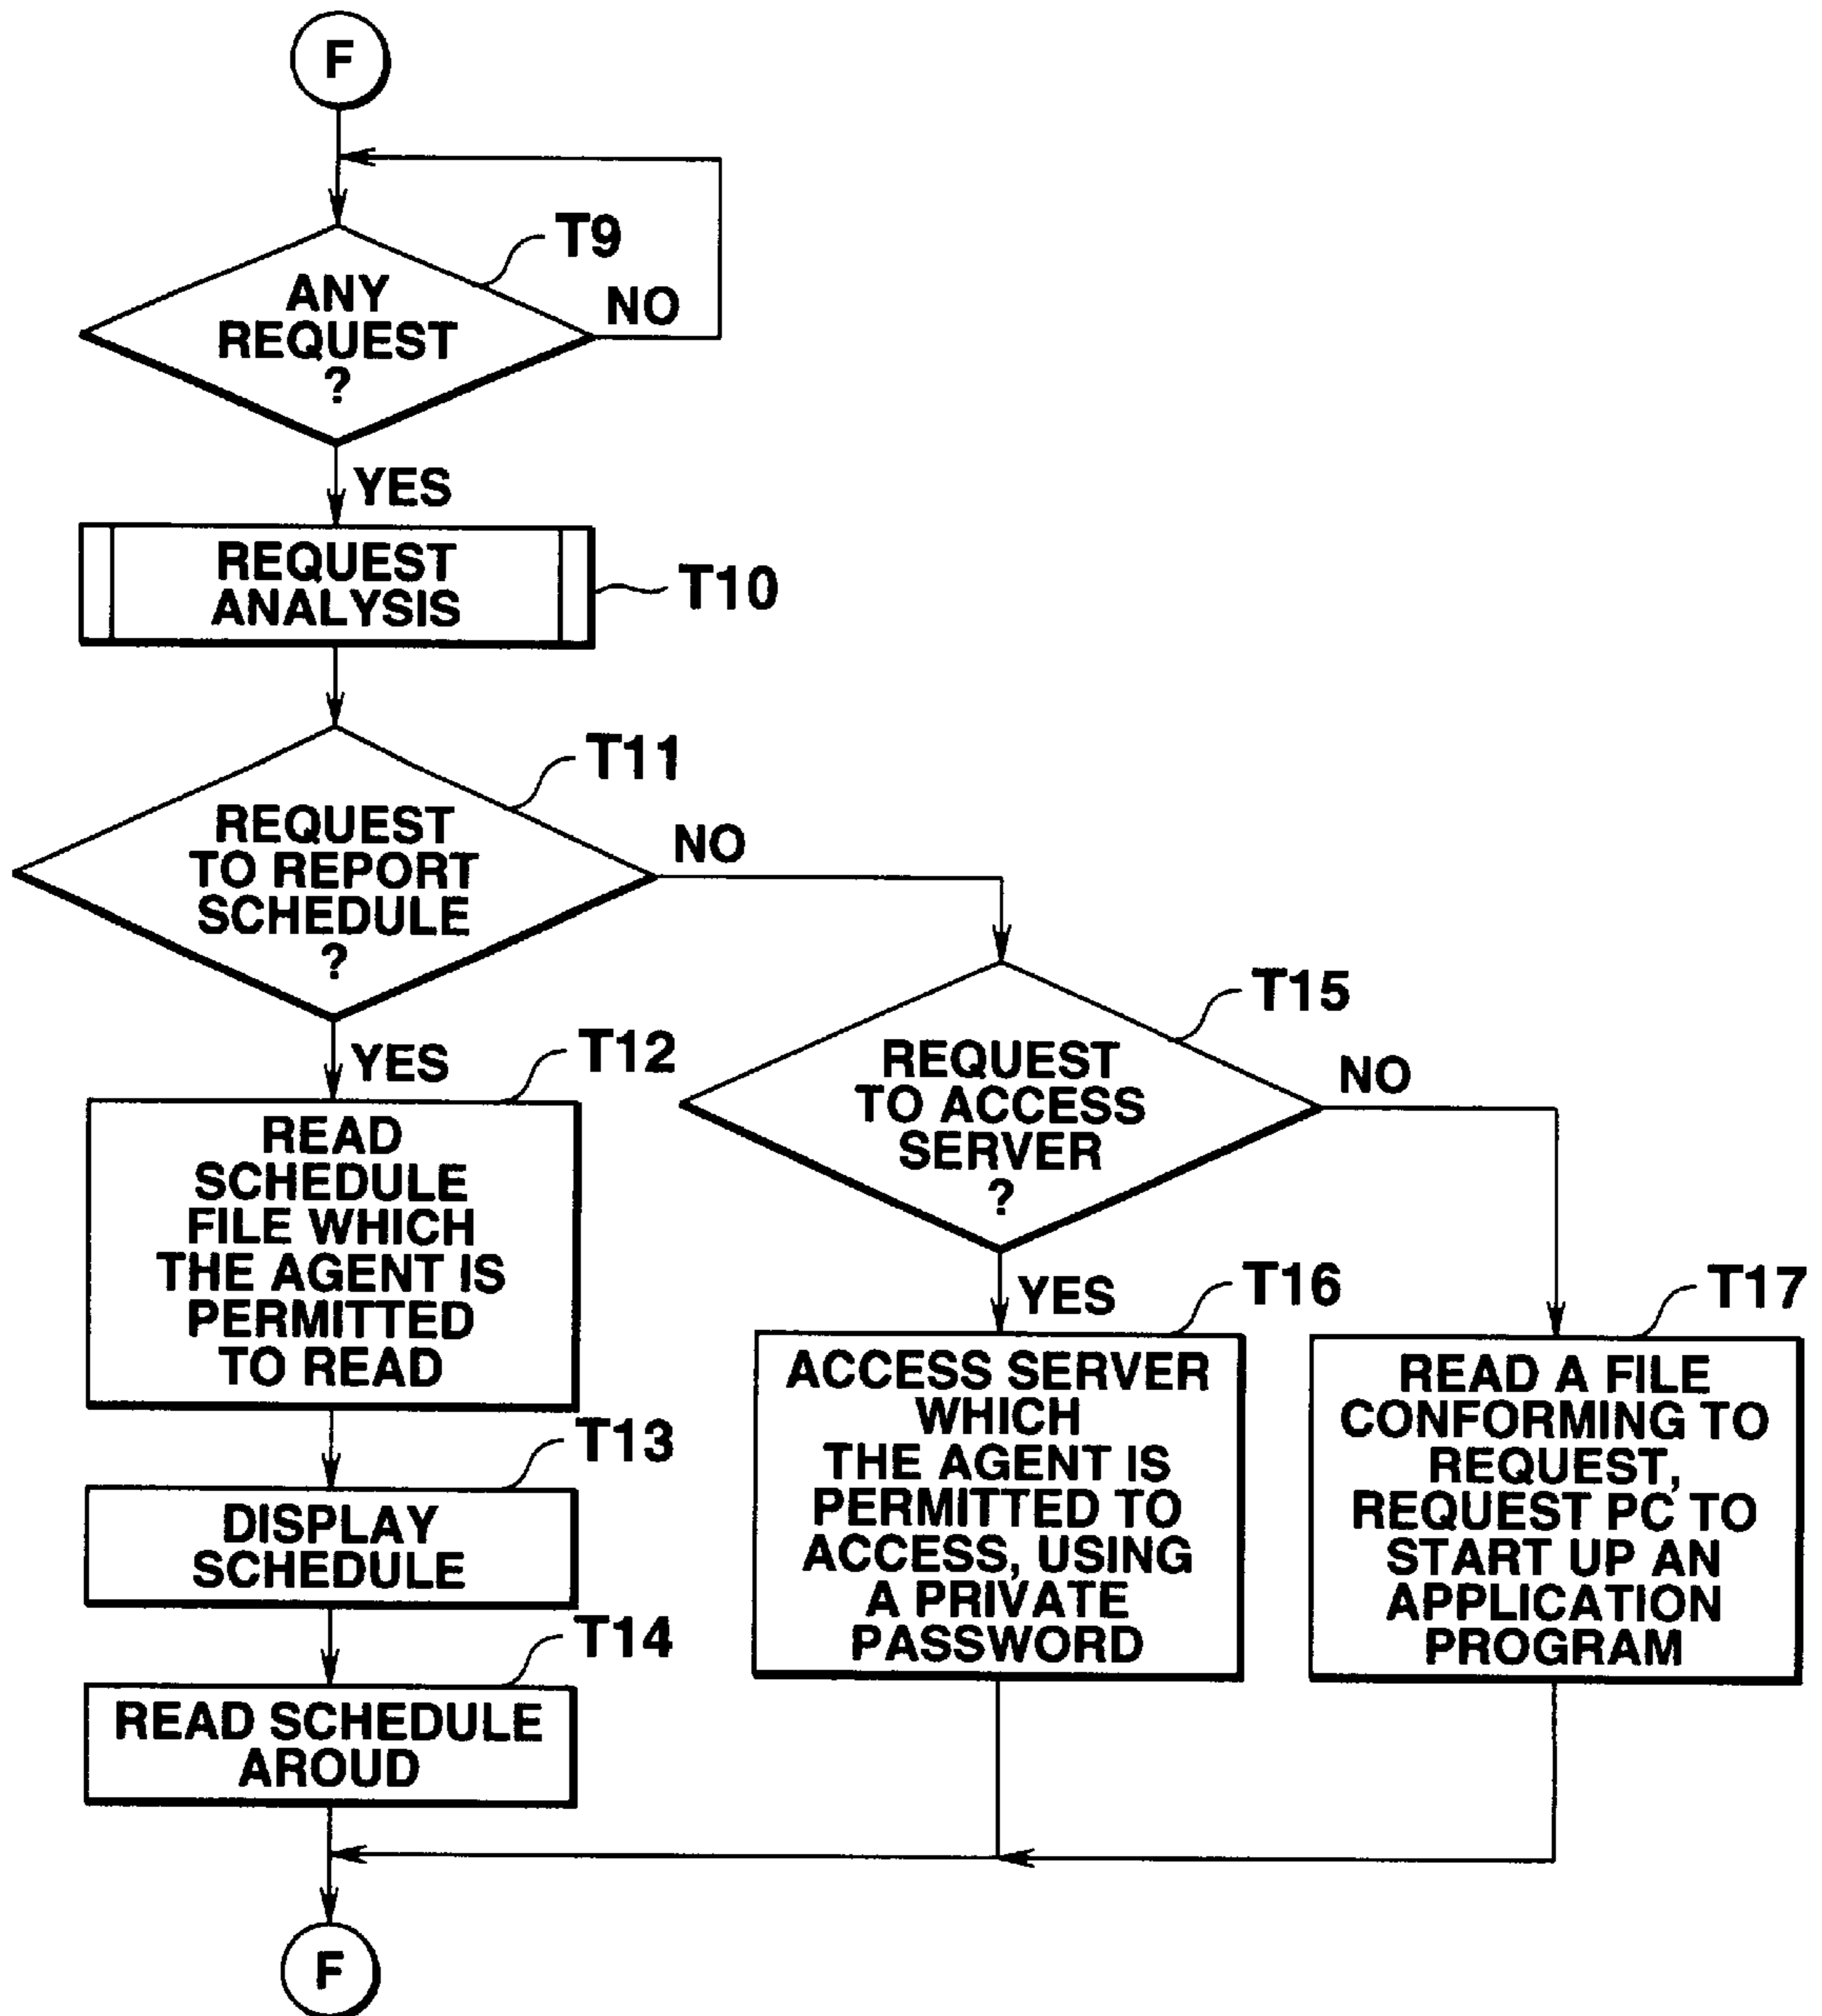 F
T9
ANY
REQUEST
?
NO
YES
REQUEST
ANALYSIS
T10
T11
REQUEST
TO REPORT
SCHEDULE
?
NO
YES
T12
READ
SCHEDULE
FILE WHICH
THE AGENT IS
PERMITTED
TO READ
T13
DISPLAY
SCHEDULE
T14
READ SCHEDULE
AROUD
T15
REQUEST
TO ACCESS
SERVER
?
NO
YES
T16
ACCESS SERVER
WHICH
THE AGENT IS
PERMITTED TO
ACCESS, USING
A PRIVATE
PASSWORD
T17
READ A FILE
CONFORMING TO
REQUEST,
REQUEST PC TO
START UP AN
APPLICATION
PROGRAM
F